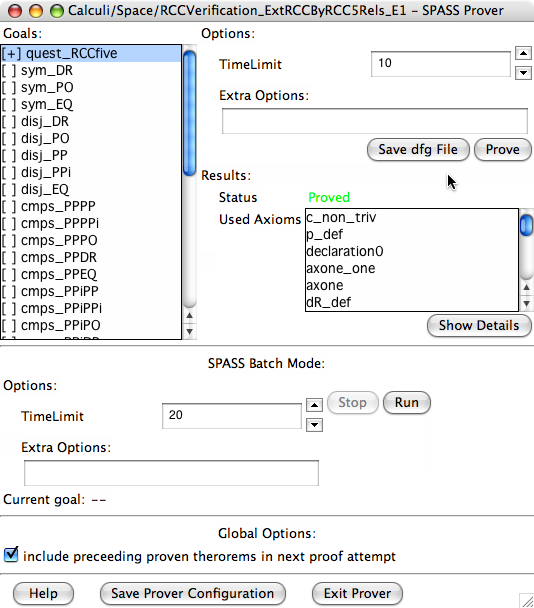 Calculi/Space/RCCVerification_ExtRCCByRCC5Rels_E1 - SPASS Prover
Goals:
[+] quest_RCCfive
[ ] sym_DR
[ ] sym_PO
[ ] sym_EQ
[ ] disj_DR
[ ] disj_PO
[ ] disj_PP
[ ] disj_PPi
[ ] disj_EQ
[ ] cmps_PPPP
[ ] cmps_PPPPi
[ ] cmps_PPPO
[ ] cmps_PPDR
[ ] cmps_PPEQ
[ ] cmps_PPiPP
[ ] cmps_PPiPPi
[ ] cmps_PPiPO
Options:
TimeLimit
10
Extra Options:
Save dfg File
Prove
Results:
Status
Proved
Used Axioms
c_non_triv
p_def
declaration0
axone_one
axone
dR_def
Show Details
SPASS Batch Mode:
Options:
TimeLimit
20
Stop
Run
Extra Options:
Current goal: --
Global Options:
include preceeding proven therorems in next proof attempt
Help
Save Prover Configuration
Exit Prover